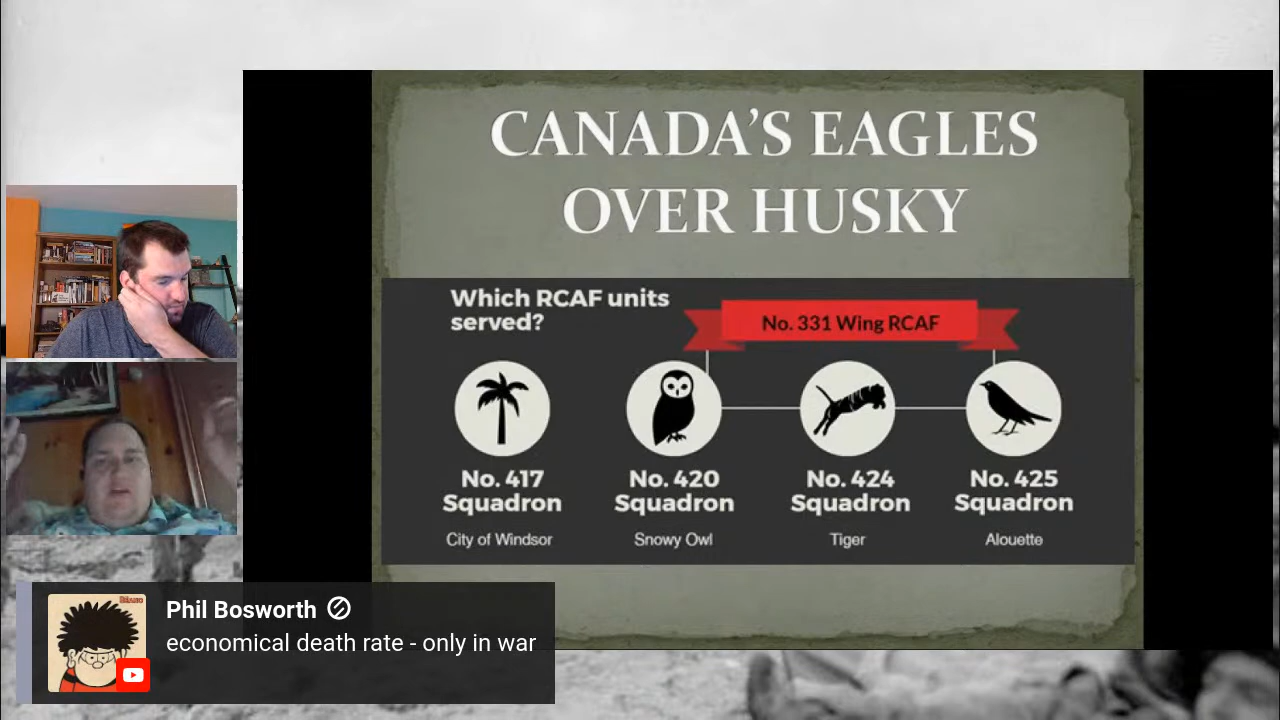 CANADA'S EAGLES
OVER HUSKY
Which RCAF units
served?
No. 331 Wing RCAF
No. 417
Squadron
City of Windsor
No. 420
Squadron
Snowy Owl
No. 424
Squadron
Tiger
No. 425
Squadron
Alouette
Phil Bosworth
economical death rate - only in war